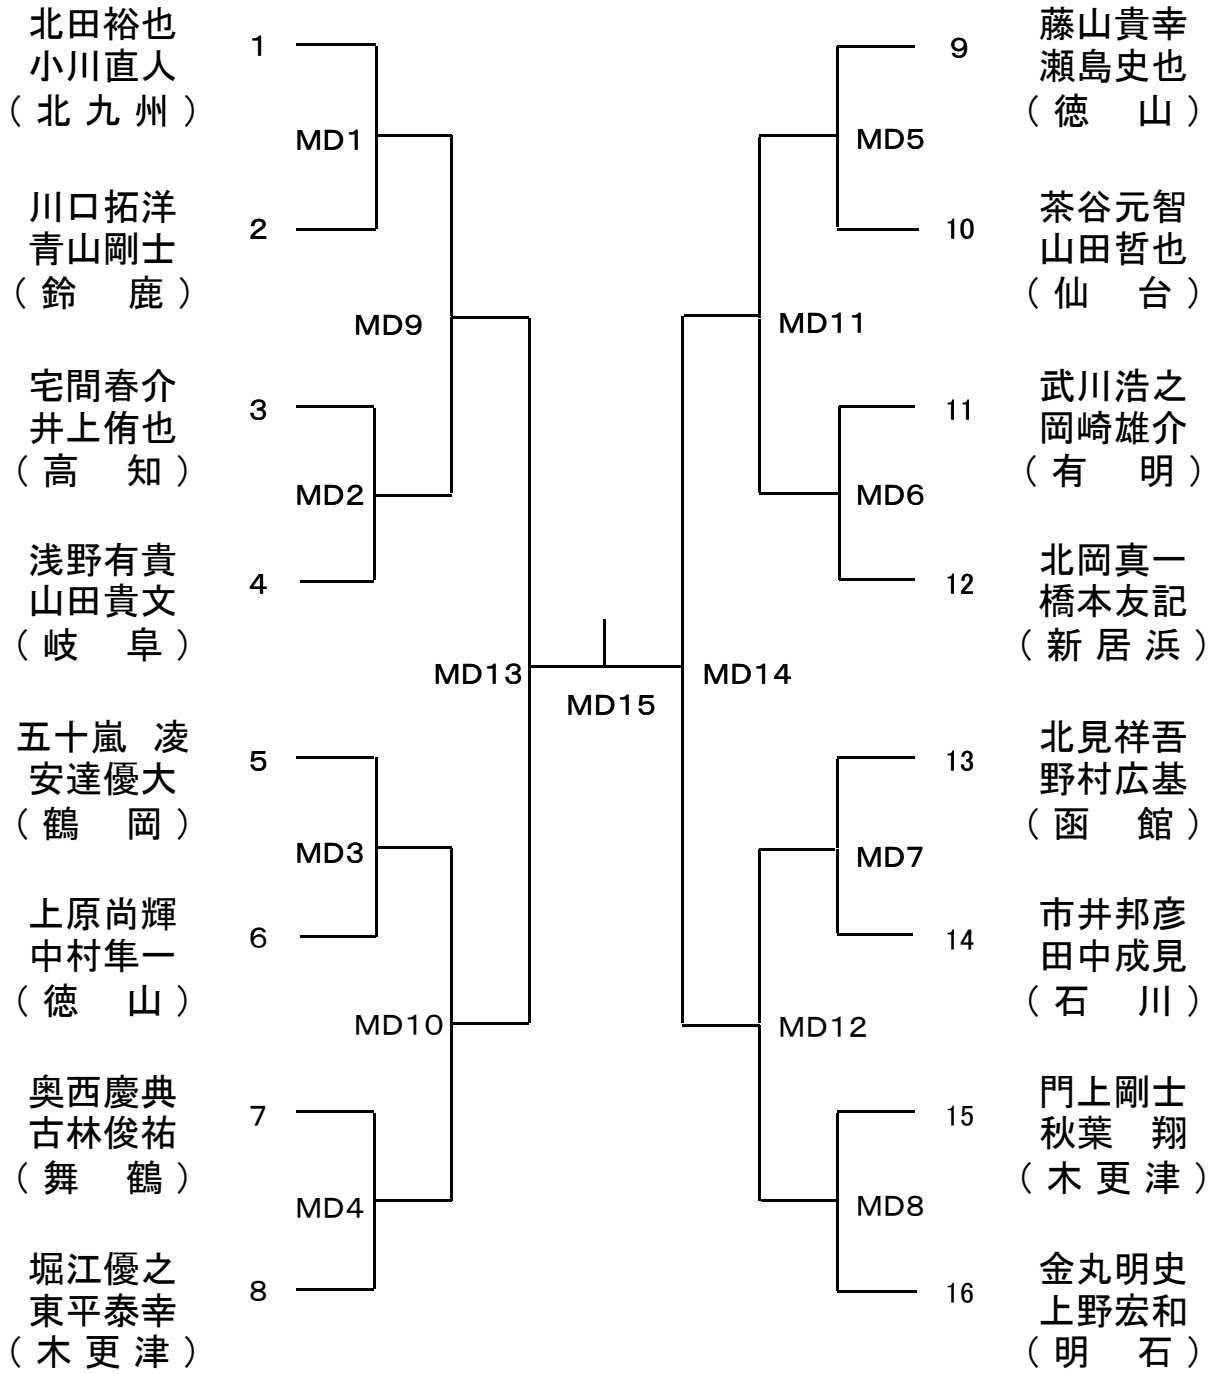 北田裕也
小川直人
(北九州)
1
MD1
川口拓洋
青山剛士
(鈴　鹿)
2
MD9
宅間春介
井上侑也
(高　知)
3
MD2
浅野有貴
山田貴文
(岐　阜)
4
MD13
五十嵐 凌
安達優大
(鶴　岡)
5
MD3
上原尚輝
中村隼一
(徳　山)
6
MD10
奥西慶典
古林俊祐
(舞　鶴)
7
MD4
堀江優之
東平泰幸
(木更津)
8
MD15
藤山貴幸
瀬島史也
(徳　山)
9
MD5
茶谷元智
山田哲也
(仙　台)
10
MD11
武川浩之
岡崎雄介
(有　明)
11
MD6
北岡真一
橋本友記
(新居浜)
12
MD14
北見祥吾
野村広基
(函　館)
13
MD7
市井邦彦
田中成見
(石　川)
14
MD12
門上剛士
秋葉　翔
(木更津)
15
MD8
金丸明史
上野宏和
(明　石)
16